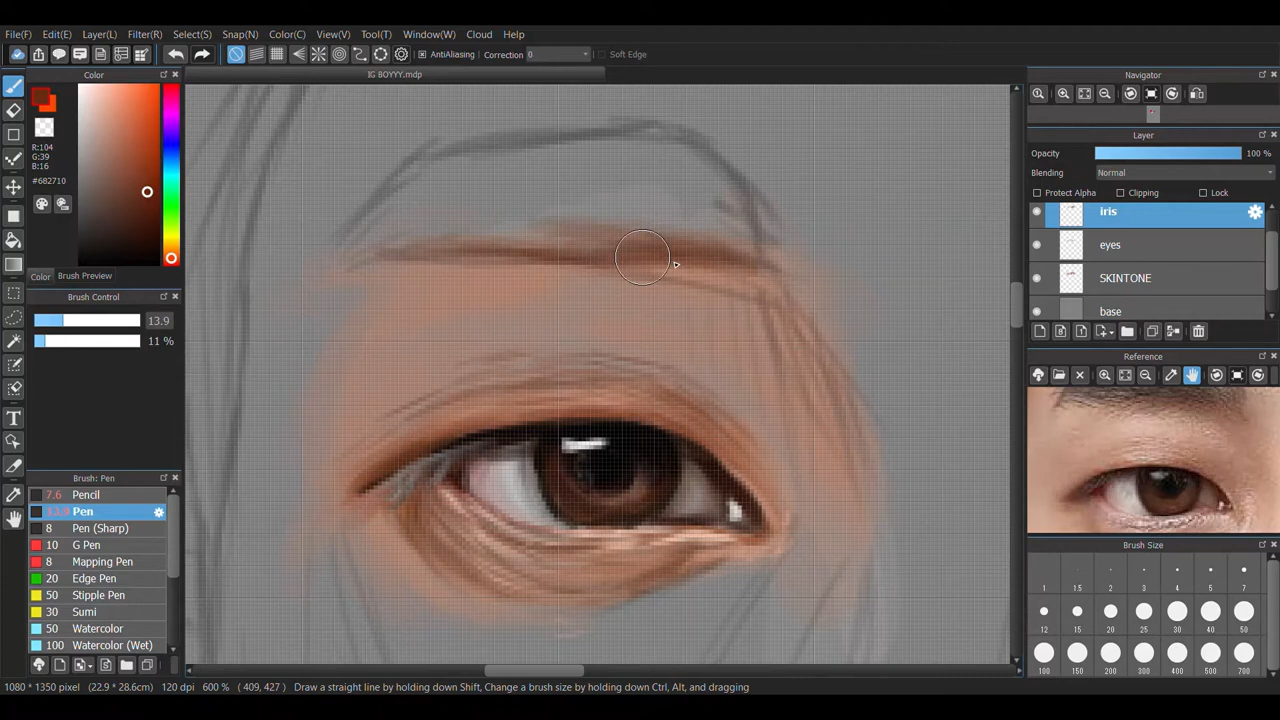 File(F) Edit(E) Layer(L) Filter(R) Select(S) Snap(N) Color(C) View(V) Tool(T) Window(W) Cloud Help
AntiAliasing Correction 0 Soft Edge
Color
IG BOYYY.mdp
Navigator
R:104
G:39
B:16
#682710
Color Brush Preview
Brush Control
13.9
11 %
Layer
Opacity 100 %
Blending Normal
Protect Alpha Clipping Lock
iris
eyes
SKINTONE
base
Reference
Brush: Pen
7.6 Pencil
13.9 Pen
8 Pen (Sharp)
10 G Pen
8 Mapping Pen
20 Edge Pen
50 Stipple Pen
30 Sumi
50 Watercolor
100 Watercolor (Wet)
Brush Size
1 1.5 2 3 4 5 7
12 15 20 25 30 40 50
100 150 200 300 400 500 700
1080 * 1350 pixel (22.9 * 28.6cm) 120 dpi 600 % ( 409, 427 ) Draw a straight line by holding down Shift, Change a brush size by holding down Ctrl, Alt, and dragging